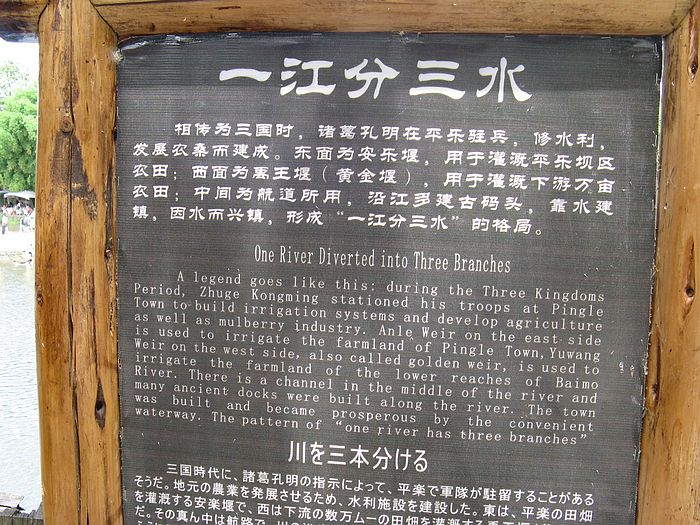 一江分三水
相传为三国时，诸葛孔明在平乐驻兵，修水利，
发展农桑而建成。东面为安乐堰，用于灌溉平乐坝区
农田；西面为禹王堰（黄金堰），用于灌溉下游万亩
农田；中间为航道所用，沿江多建古码头，靠水建
镇，因水而兴镇，形成“一江分三水”的格局。
One River Diverted into Three Branches
A legend goes like this: during the Three Kingdoms
Period, Zhuge Kongming stationed his troops at Pingle
Town to build irrigation systems and develop agriculture
as well as mulberry industry. Anle Weir on the east side
is used to irrigate the farmland of Pingle Town, Yuwang
Weir on the west side, also called golden weir, is used to
irrigate the farmland of the lower reaches of Baimo
River. There is a channel in the middle of the river and
many ancient docks were built along the river. The town
was built and became prosperous by the convenient
waterway. The pattern of “one river has three branches”
川を三本分ける
三国時代に、諸葛孔明の指示によって、平楽で軍隊が駐留することがある
そうだ。地元の農業を発展させるため、水利施設を建設した。東は、平楽の田畑
を灌漑する安楽堰で、西は下流の数万ムーの田畑を灌漑する
だ。その真ん中は航路で、川の